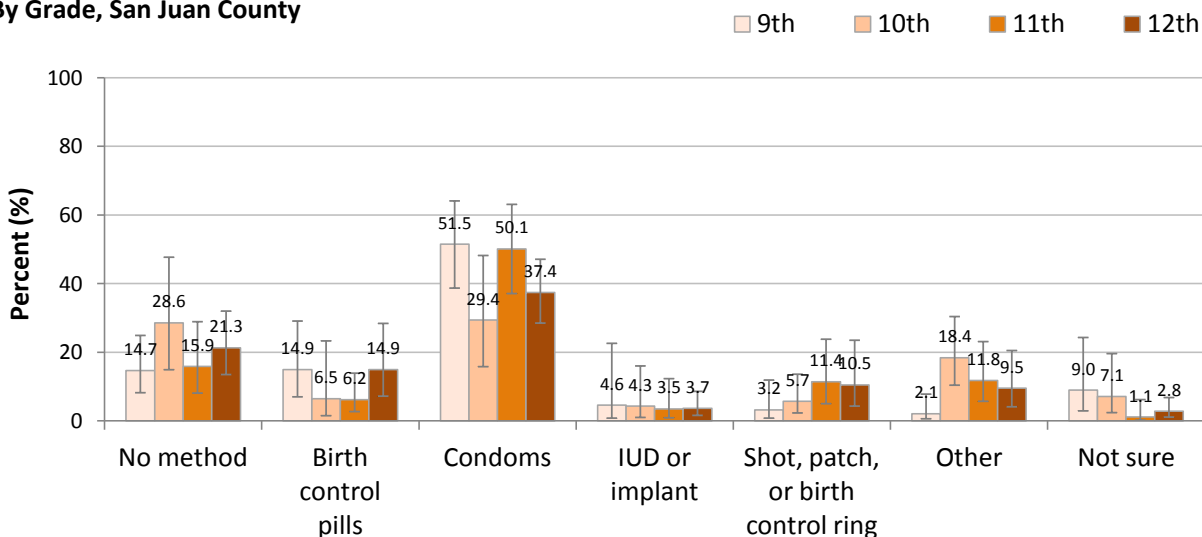 By Grade, San Juan County
9th 10th 11th 12th
Percent (%)
100
80
60
40
20
0
14.7 28.6 15.9 21.3
14.9 6.5 6.2 14.9
51.5 29.4 50.1 37.4
4.6 4.3 3.5 3.7
3.2 5.7 11.4 10.5
2.1 18.4 11.8 9.5
9.0 7.1 1.1 2.8
No method
Birth
control
pills
Condoms
IUD or
implant
Shot, patch,
or birth
control ring
Other
Not sure